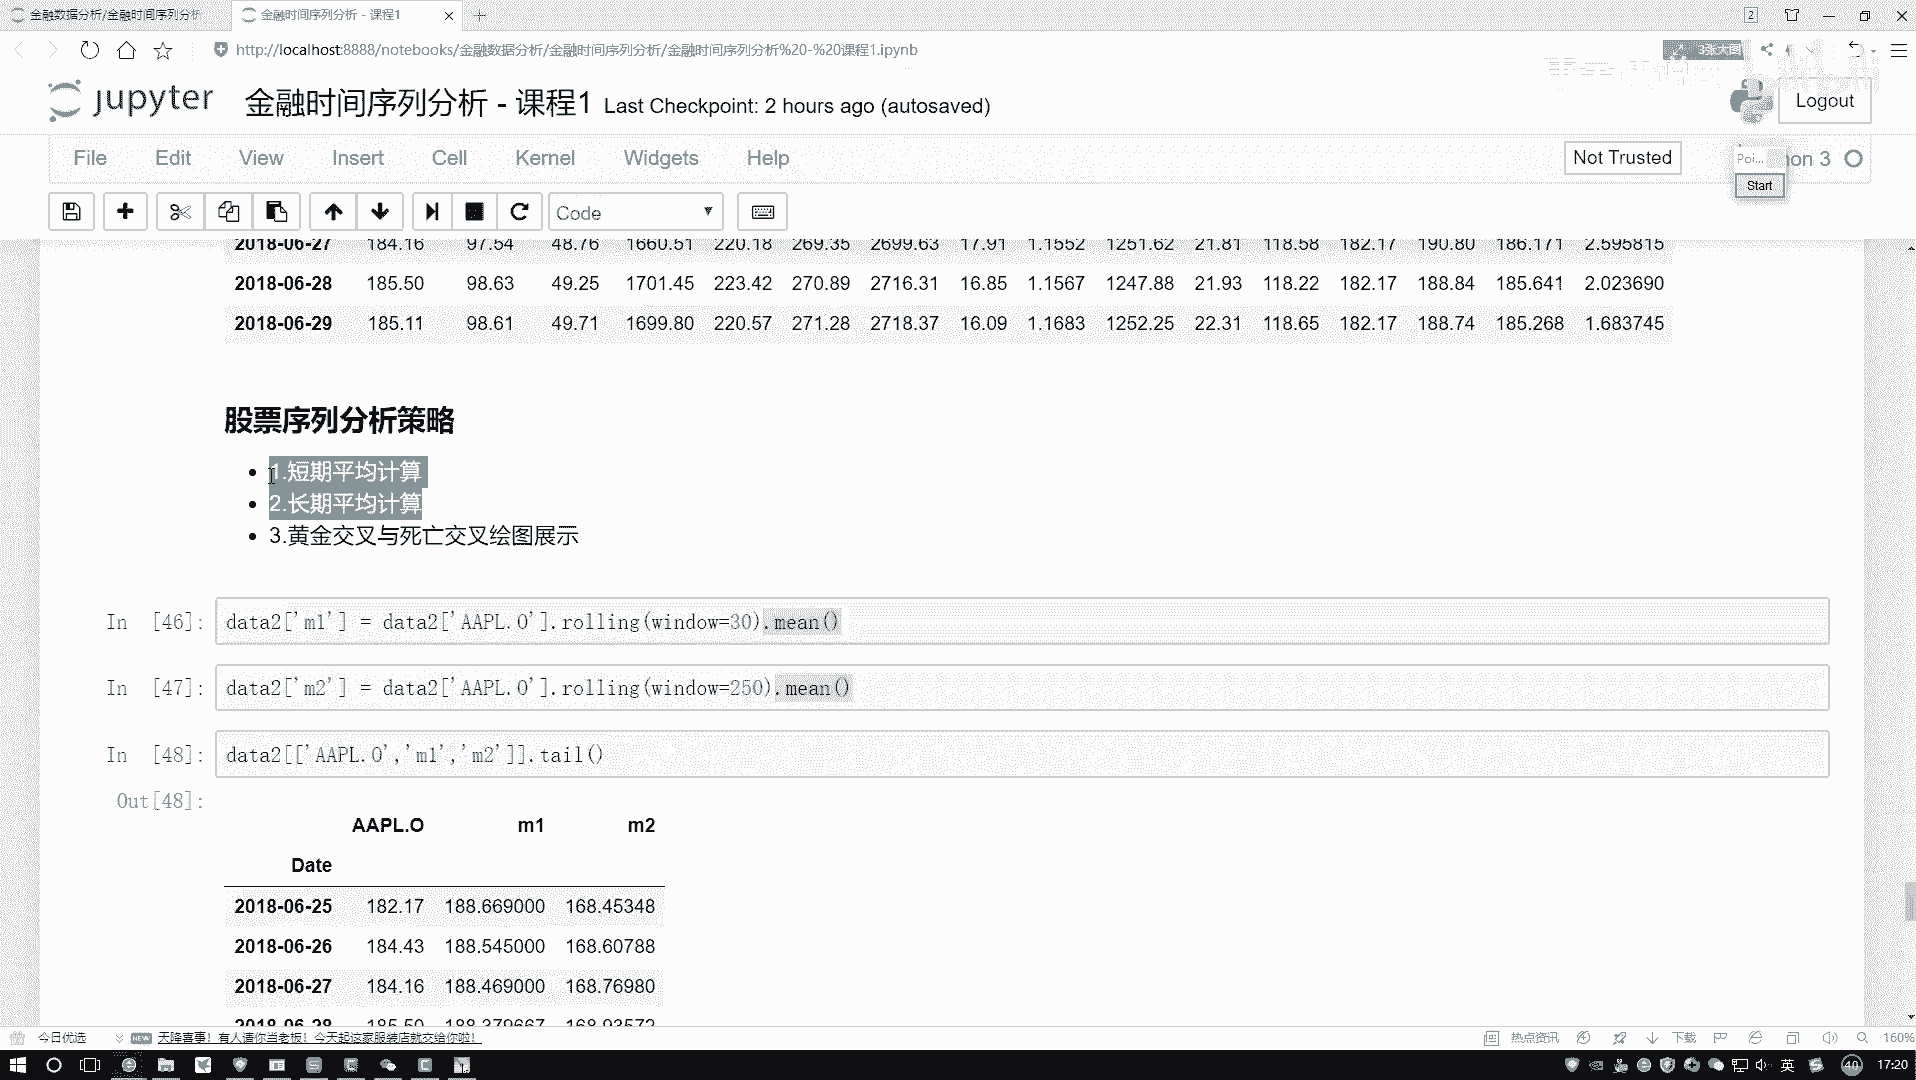 金融数据分析/金融时间序列分析
金融时间序列分析 - 课程1
2
http://localhost:8888/notebooks/金融数据分析/金融时间序列分析/金融时间序列分析%20-%20课程1.ipynb
3张大图
jupyter
金融时间序列分析 - 课程1 Last Checkpoint: 2 hours ago (autosaved)
Logout
File Edit View Insert Cell Kernel Widgets Help
Not Trusted
Poi...
hon 3
Start
Code
2018-06-27 184.16 97.54 48.76 1660.51 220.18 269.35 2699.63 17.91 1.1552 1251.62 21.81 118.58 182.17 190.80 186.171 2.595815
2018-06-28 185.50 98.63 49.25 1701.45 223.42 270.89 2716.31 16.85 1.1567 1247.88 21.93 118.22 182.17 188.84 185.641 2.023690
2018-06-29 185.11 98.61 49.71 1699.80 220.57 271.28 2718.37 16.09 1.1683 1252.25 22.31 118.65 182.17 188.74 185.268 1.683745
股票序列分析策略
1.短期平均计算
2.长期平均计算
3.黄金交叉与死亡交叉绘图展示
In [46]: data2['m1'] = data2['AAPL.O'].rolling(window=30).mean()
In [47]: data2['m2'] = data2['AAPL.O'].rolling(window=250).mean()
In [48]: data2[['AAPL.O','m1','m2']].tail()
Out[48]:
AAPL.O m1 m2
Date
2018-06-25 182.17 188.669000 168.45348
2018-06-26 184.43 188.545000 168.60788
2018-06-27 184.16 188.469000 168.76980
2018-06-28 185.50 188.379667 168.93572
今日优选
NEW
天降喜事！有人请你当老板！今天起这家服装店就交给你啦！
热点资讯
下载
160%
英
40
17:20